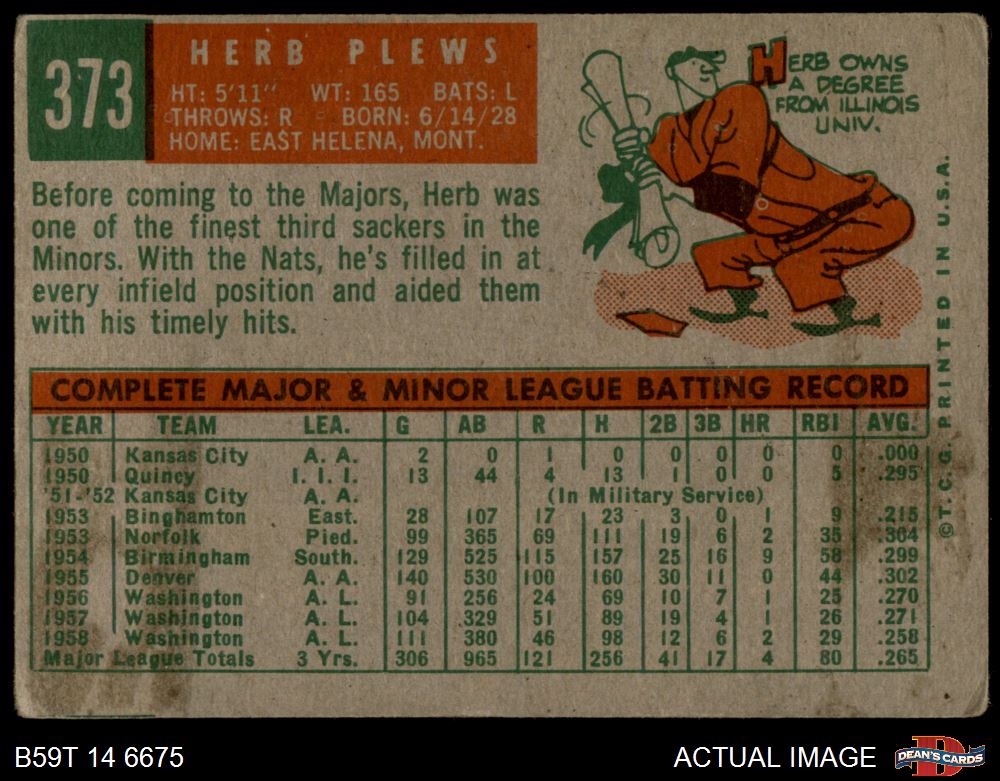 373
HERB PLEWS
HT: 5'11" WT: 165 BATS: L
THROWS: R BORN: 6/14/28
HOME: EAST HELENA, MONT.
HERB OWNS
A DEGREE
FROM ILLINOIS
UNIV.
Before coming to the Majors, Herb was
one of the finest third sackers in the
Minors. With the Nats, he's filled in at
every infield position and aided them
with his timely hits.
COMPLETE MAJOR & MINOR LEAGUE BATTING RECORD
YEAR TEAM LEA. G AB R H 2B 3B HR RBI AVG.
1950 Kansas City A. A. 2 0 1 0 0 0 0 0 .000
1950 Quincy I. I. I. 13 44 4 13 1 0 0 5 .295
'51-'52 Kansas City A. A. (In Military Service)
1953 Binghamton East. 28 107 17 23 3 0 1 9 .215
1953 Norfolk Pied. 99 365 69 111 19 6 2 35 .304
1954 Birmingham South. 129 525 115 157 25 16 9 58 .299
1955 Denver A. A. 140 530 100 160 30 11 0 44 .302
1956 Washington A. L. 91 256 24 69 10 7 1 25 .270
1957 Washington A. L. 104 329 51 89 19 4 1 26 .271
1958 Washington A. L. 111 380 46 98 12 6 2 29 .258
Major League Totals 3 Yrs. 306 965 121 256 41 17 4 80 .265
©T. C. G. PRINTED IN U.S.A.
B59T 14 6675
ACTUAL IMAGE
DEAN'S CARDS